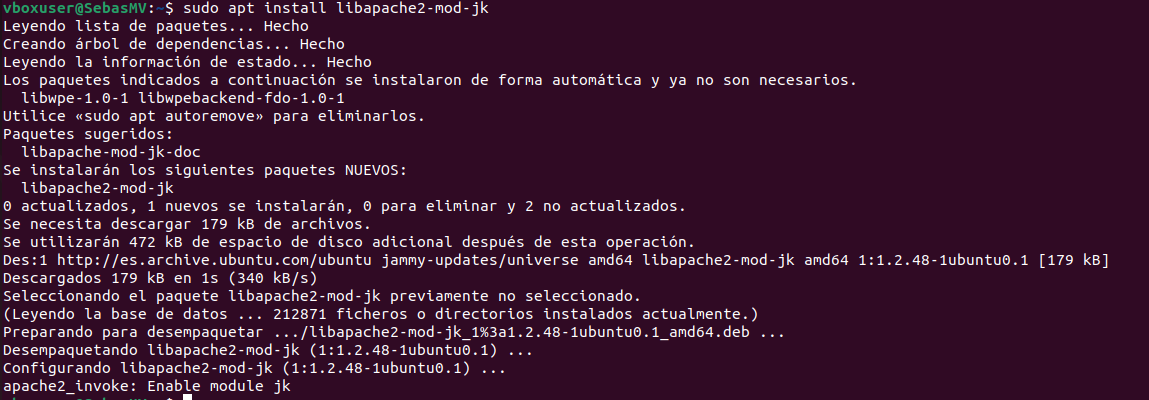 vboxuser@SebasMV:~$ sudo apt install libapache2-mod-jk
Leyendo lista de paquetes... Hecho
Creando árbol de dependencias... Hecho
Leyendo la información de estado... Hecho
Los paquetes indicados a continuación se instalaron de forma automática y ya no son necesarios.
  libwpe-1.0-1 libwpebackend-fdo-1.0-1
Utilice «sudo apt autoremove» para eliminarlos.
Paquetes sugeridos:
  libapache-mod-jk-doc
Se instalarán los siguientes paquetes NUEVOS:
  libapache2-mod-jk
0 actualizados, 1 nuevos se instalarán, 0 para eliminar y 2 no actualizados.
Se necesita descargar 179 kB de archivos.
Se utilizarán 472 kB de espacio de disco adicional después de esta operación.
Des:1 http://es.archive.ubuntu.com/ubuntu jammy-updates/universe amd64 libapache2-mod-jk amd64 1:1.2.48-1ubuntu0.1 [179 kB]
Descargados 179 kB en 1s (340 kB/s)
Seleccionando el paquete libapache2-mod-jk previamente no seleccionado.
(Leyendo la base de datos ... 212871 ficheros o directorios instalados actualmente.)
Preparando para desempaquetar .../libapache2-mod-jk_1%3a1.2.48-1ubuntu0.1_amd64.deb ...
Desempaquetando libapache2-mod-jk (1:1.2.48-1ubuntu0.1) ...
Configurando libapache2-mod-jk (1:1.2.48-1ubuntu0.1) ...
apache2_invoke: Enable module jk
vboxuser@SebasMV:~$